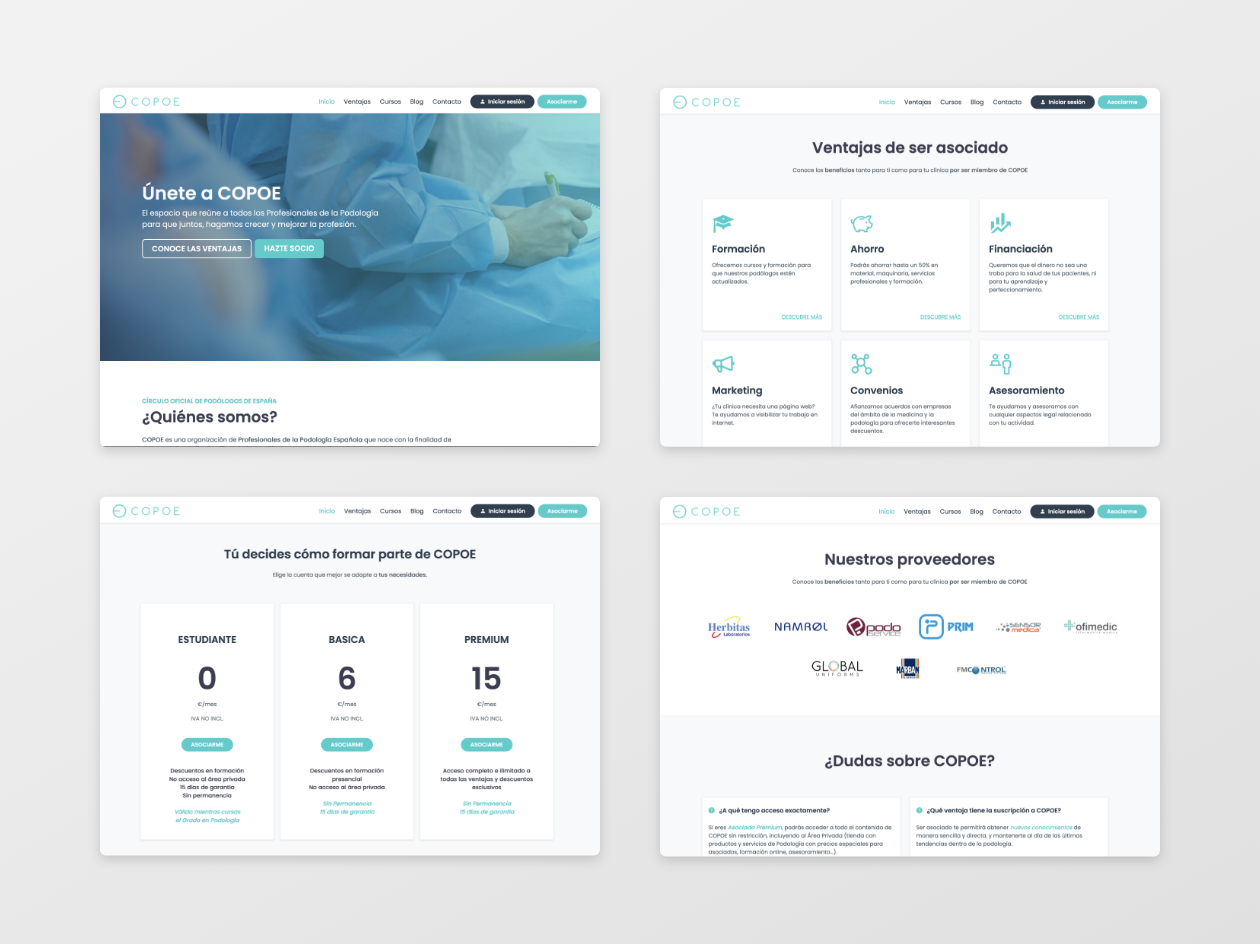 COPOE
Inicio Ventajas Cursos Blog Contacto Iniciar sesión Asociarme
Únete a COPOE
El espacio que reúne a todos los Profesionales de la Podología
para que juntos, hagamos crecer y mejorar la profesión.
CONOCE LAS VENTAJAS HAZTE SOCIO
CÍRCULO OFICIAL DE PODÓLOGOS DE ESPAÑA
¿Quiénes somos?
COPOE es una organización de Profesionales de la Podología Española que nace con la finalidad de
COPOE
Inicio Ventajas Cursos Blog Contacto Iniciar sesión Asociarme
Ventajas de ser asociado
Conoce los beneficios tanto para ti como para tu clínica por ser miembro de COPOE
Formación
Ofrecemos cursos y formación para
que nuestros podólogos estén
actualizados.
DESCUBRE MÁS
Ahorro
Podrás ahorrar hasta un 50% en
material, maquinaria, servicios
profesionales y formación.
DESCUBRE MÁS
Financiación
Queremos que el dinero no sea una
traba para la salud de tus pacientes, ni
para tu aprendizaje y
perfeccionamiento.
DESCUBRE MÁS
Marketing
¿Tu clínica necesita una página web?
Te ayudamos a visibilizar tu trabajo en
internet.
Convenios
Afianzamos acuerdos con empresas
del ámbito de la medicina y la
podología para ofrecerte interesantes
descuentos.
Asesoramiento
Te ayudamos y asesoramos con
cualquier aspectos legal relacionado
con tu actividad.
COPOE
Inicio Ventajas Cursos Blog Contacto Iniciar sesión Asociarme
Tú decides cómo formar parte de COPOE
Elige la cuenta que mejor se adapte a tus necesidades.
ESTUDIANTE
0
€/mes
IVA NO INCL.
ASOCIARME
Descuentos en formación
No acceso al área privada
15 días de garantía
Sin permanencia
Válido mientras cursas
el Grado en Podología
BASICA
6
€/mes
IVA NO INCL.
ASOCIARME
Descuentos en formación
presencial
No acceso al área privada
Sin Permanencia
15 días de garantía
PREMIUM
15
€/mes
IVA NO INCL.
ASOCIARME
Acceso completo e ilimitado a
todas las ventajas y descuentos
exclusivos
Sin Permanencia
15 días de garantía
COPOE
Inicio Ventajas Cursos Blog Contacto Iniciar sesión Asociarme
Nuestros proveedores
Conoce los beneficios tanto para ti como para tu clínica por ser miembro de COPOE
Herbitas
Laboratorios
NAMRØL
podo
service
PRIM
SENSOR
medica
ofimedic
GLOBAL
UNIFORMS
MARBAN
FMCONTROL
¿Dudas sobre COPOE?
¿A qué tengo acceso exactamente?
Si eres Asociado Premium, podrás acceder a todo el contenido de
COPOE sin restricción, incluyendo al Área Privada (tienda con
productos y servicios de Podología con precios especiales para
asociados, formación online, asesoramiento...).
¿Qué ventaja tiene la suscripción a COPOE?
Ser asociado te permitirá obtener nuevos conocimientos de
manera sencilla y directa, y mantenerte al día de las últimas
tendencias dentro de la podología.